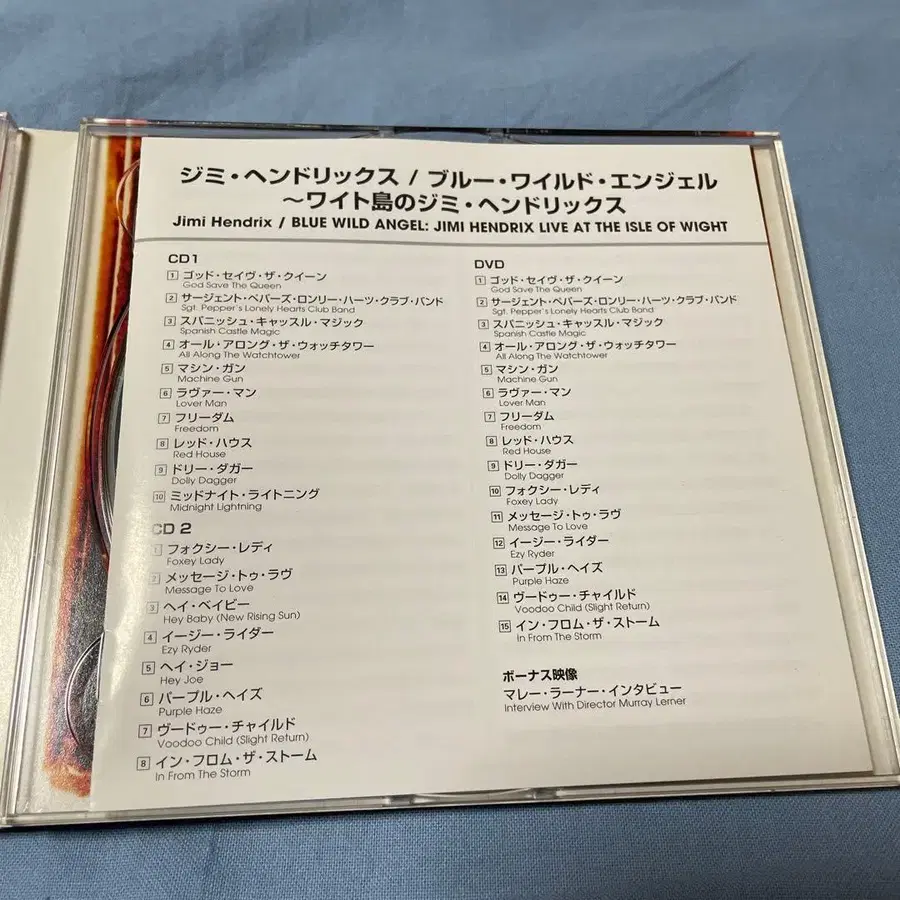 ジミ・ヘンドリックス / ブルー・ワイルド・エンジェル
～ワイト島のジミ・ヘンドリックス
Jimi Hendrix / BLUE WILD ANGEL: JIMI HENDRIX LIVE AT THE ISLE OF WIGHT
CD 1
1 ゴッド・セイヴ・ザ・クイーン
God Save The Queen
2 サージェント・ペパーズ・ロンリー・ハーツ・クラブ・バンド
Sgt. Pepper's Lonely Hearts Club Band
3 スパニッシュ・キャッスル・マジック
Spanish Castle Magic
4 オール・アロング・ザ・ウォッチタワー
All Along The Watchtower
5 マシン・ガン
Machine Gun
6 ラヴァー・マン
Lover Man
7 フリーダム
Freedom
8 レッド・ハウス
Red House
9 ドリー・ダガー
Dolly Dagger
10 ミッドナイト・ライトニング
Midnight Lightning
CD 2
1 フォクシー・レディ
Foxey Lady
2 メッセージ・トゥ・ラヴ
Message To Love
3 ヘイ・ベイビー
Hey Baby (New Rising Sun)
4 イージー・ライダー
Ezy Ryder
5 ヘイ・ジョー
Hey Joe
6 パープル・ヘイズ
Purple Haze
7 ヴードゥー・チャイルド
Voodoo Child (Slight Return)
8 イン・フロム・ザ・ストーム
In From The Storm
DVD
1 ゴッド・セイヴ・ザ・クイーン
God Save The Queen
2 サージェント・ペパーズ・ロンリー・ハーツ・クラブ・バンド
Sgt. Pepper's Lonely Hearts Club Band
3 スパニッシュ・キャッスル・マジック
Spanish Castle Magic
4 オール・アロング・ザ・ウォッチタワー
All Along The Watchtower
5 マシン・ガン
Machine Gun
6 ラヴァー・マン
Lover Man
7 フリーダム
Freedom
8 レッド・ハウス
Red House
9 ドリー・ダガー
Dolly Dagger
10 フォクシー・レディ
Foxey Lady
11 メッセージ・トゥ・ラヴ
Message To Love
12 イージー・ライダー
Ezy Ryder
13 パープル・ヘイズ
Purple Haze
14 ヴードゥー・チャイルド
Voodoo Child (Slight Return)
15 イン・フロム・ザ・ストーム
In From The Storm
ボーナス映像
マレー・ラーナー・インタビュー
Interview With Director Murray Lerner